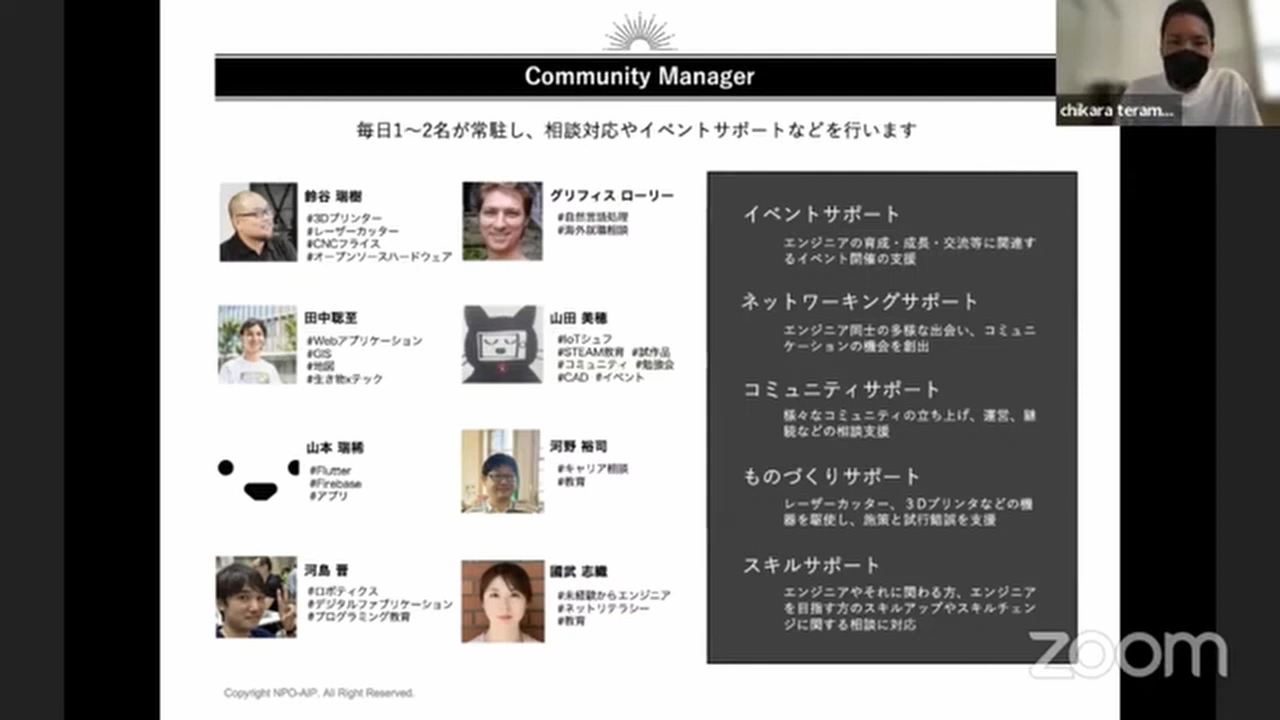 Community Manager
chikara teram...
毎日1〜2名が常駐し、相談対応やイベントサポートなどを行います
鈴谷 瑞樹
#3Dプリンター
#レーザーカッター
#CNCフライス
#オープンソースハードウェア
グリフィス ローリー
#自然言語処理
#海外就職相談
田中聡至
#Webアプリケーション
#GIS
#地図
#生き物×テック
山田 美穂
#IoTシュフ
#STEAM教育 #試作品
#コミュニティ #勉強会
#CAD #イベント
山本 瑞稀
#Flutter
#Firebase
#アプリ
河野 裕司
#キャリア相談
#教育
河島 晋
#ロボティクス
#デジタルファブリケーション
#プログラミング教育
國武 志織
#未経験からエンジニア
#ネットリテラシー
#教育
イベントサポート
エンジニアの育成・成長・交流等に関連す
るイベント開催の支援
ネットワーキングサポート
エンジニア同士の多様な出会い、コミュニ
ケーションの機会を創出
コミュニティサポート
様々なコミュニティの立ち上げ、運営、継
続などの相談支援
ものづくりサポート
レーザーカッター、3Dプリンタなどの機
器を駆使し、施策と試行錯誤を支援
スキルサポート
エンジニアやそれに関わる方、エンジニア
を目指す方のスキルアップやスキルチェン
ジに関する相談に対応
zoom
Copyright NPO-AIP. All Right Reserved.